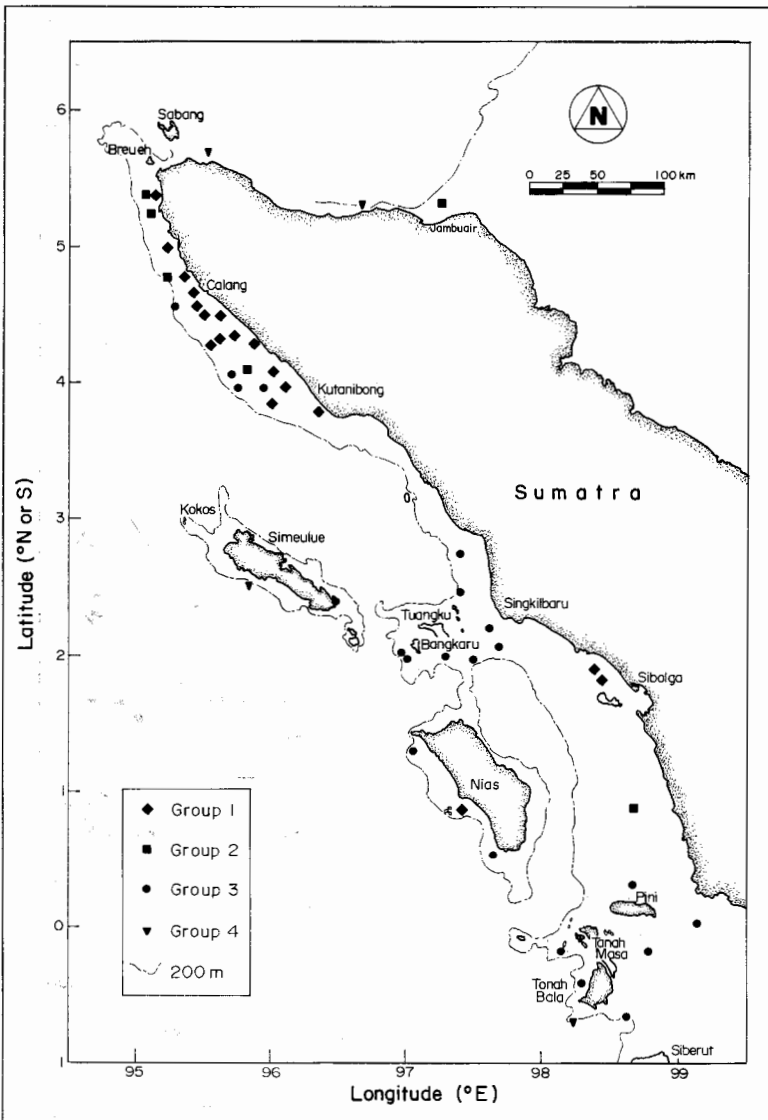 6
5
4
3
2
1
0
1
Latitude (°N or S)
95
96
97
98
99
Longitude (°E)
Sabang
Breueh
N
0 25 50 75 100 km
Jambuair
Calang
Kutanibong
Sumatra
Kokos
Simeulue
Singkilbaru
Tuangku
Bangkaru
Sibolga
Nias
Pini
Tanah
Masa
Tonah
Bala
Siberut
Group 1
Group 2
Group 3
Group 4
200 m